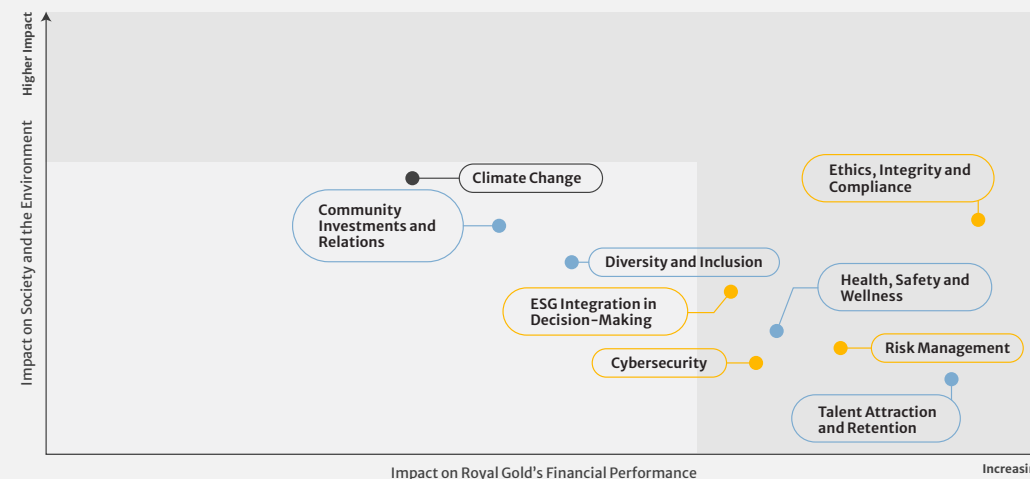 Higher Impact
Impact on Society and the Environment
Climate Change
Ethics, Integrity and
Compliance
Community
Investments and
Relations
Diversity and Inclusion
Health, Safety and
Wellness
ESG Integration in
Decision-Making
Risk Management
Cybersecurity
Talent Attraction
and Retention
Impact on Royal Gold's Financial Performance